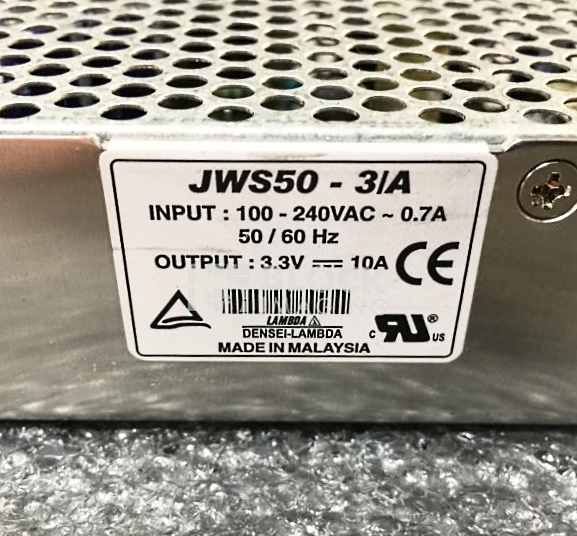 JWS50 - 3/A
INPUT : 100 - 240VAC ~ 0.7A
50 / 60 Hz
OUTPUT : 3.3V ⎓ 10A
CE
LAMBDA
DENSEI-LAMBDA
C RU® US
MADE IN MALAYSIA